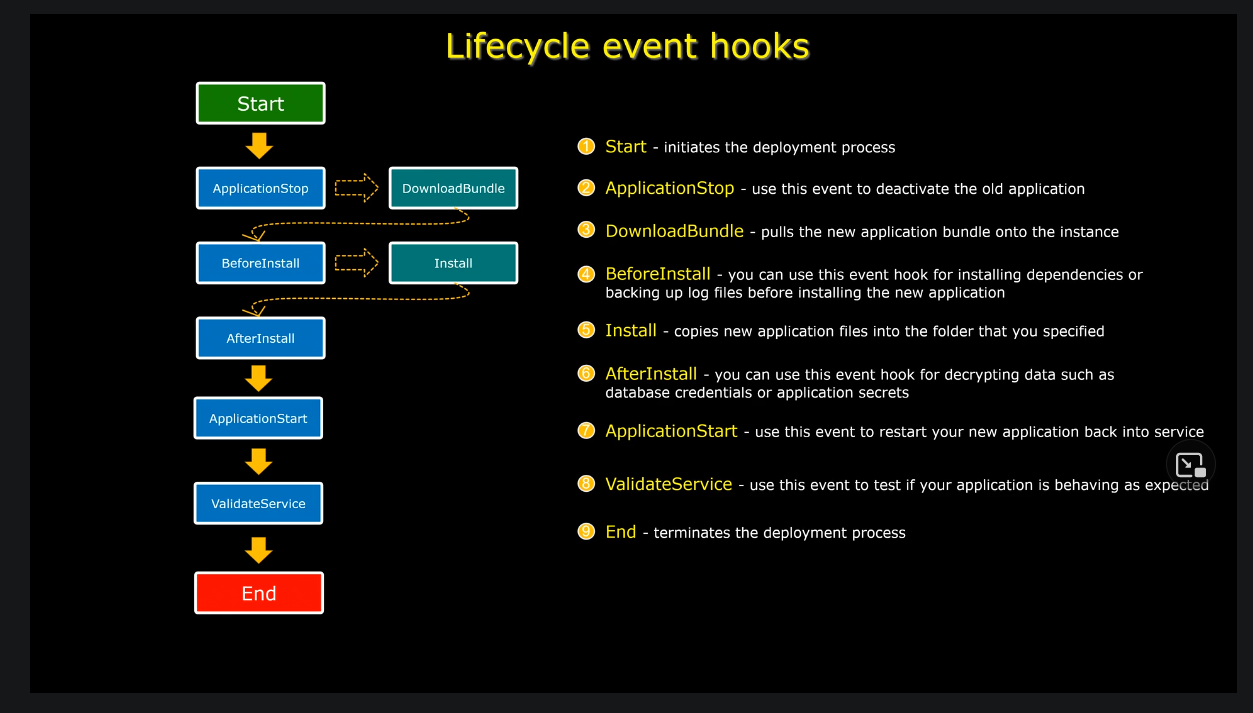 Lifecycle event hooks
Start
ApplicationStop
DownloadBundle
BeforeInstall
Install
AfterInstall
ApplicationStart
ValidateService
End
1 Start - initiates the deployment process
2 ApplicationStop - use this event to deactivate the old application
3 DownloadBundle - pulls the new application bundle onto the instance
4 BeforeInstall - you can use this event hook for installing dependencies or
backing up log files before installing the new application
5 Install - copies new application files into the folder that you specified
6 AfterInstall - you can use this event hook for decrypting data such as
database credentials or application secrets
7 ApplicationStart - use this event to restart your new application back into service
8 ValidateService - use this event to test if your application is behaving as expected
9 End - terminates the deployment process